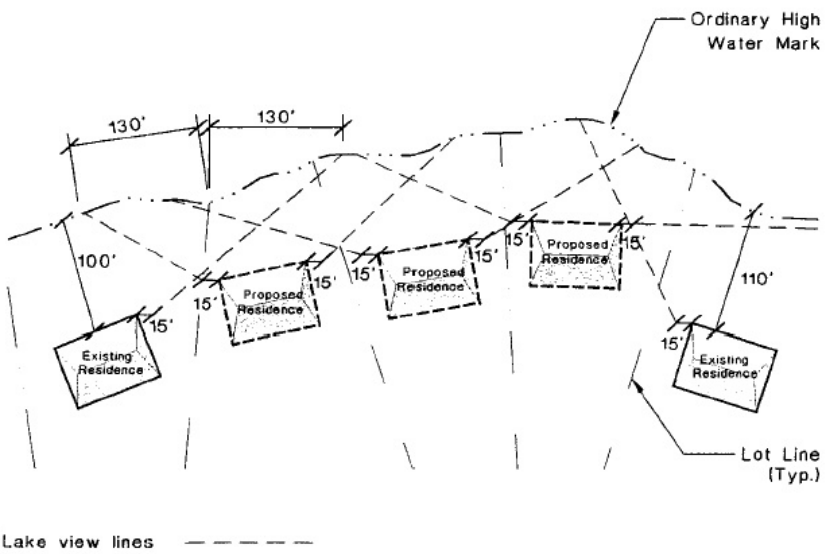 Ordinary High
Water Mark
130'
130'
100'
15'
Existing
Residence
15'
Proposed
Residence
15'
15'
Proposed
Residence
15'
15'
Proposed
Residence
15'
110'
15'
Existing
Residence
Lot Line
(Typ.)
Lake view lines